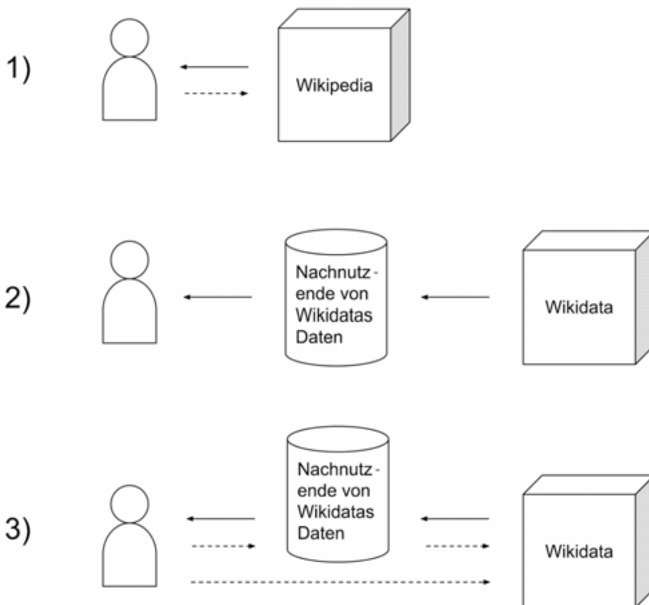 1)
Wikipedia
2)
Nachnutz-
ende von
Wikidatas
Daten
Wikidata
3)
Nachnutz-
ende von
Wikidatas
Daten
Wikidata